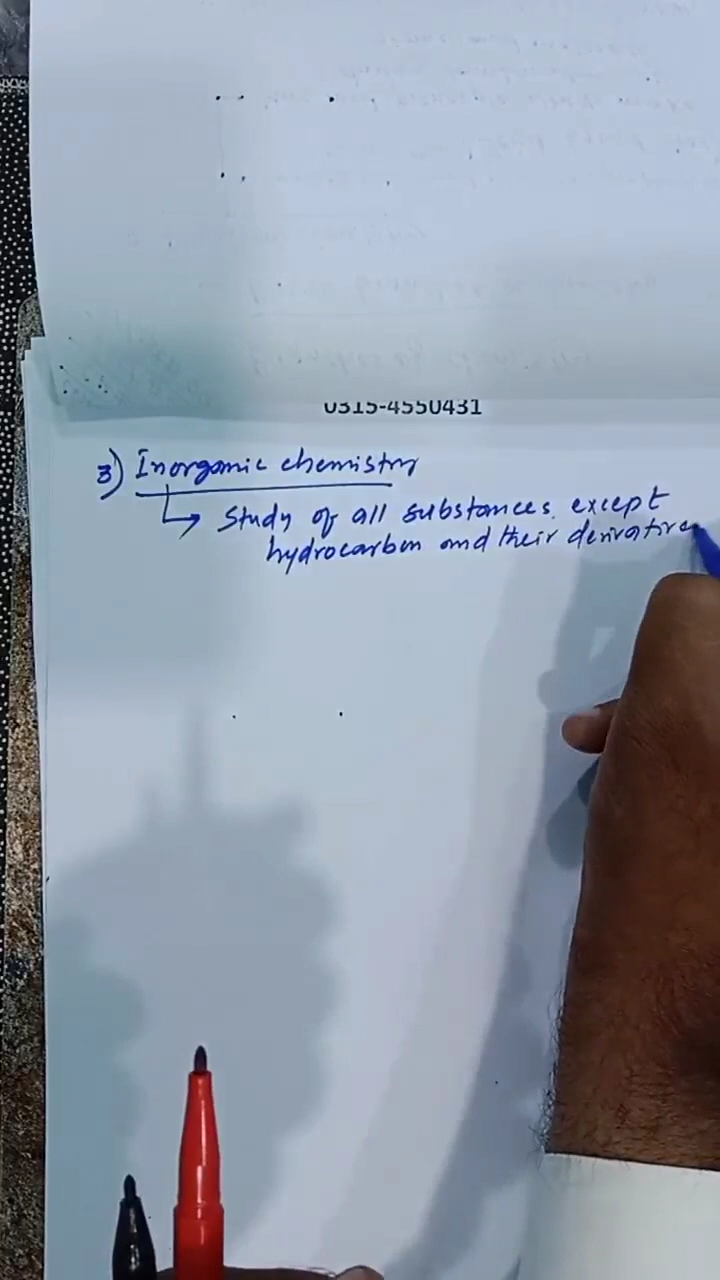 0315-4550431
3) Inorganic chemistry
Study of all substances except
hydrocarbon and their derivative